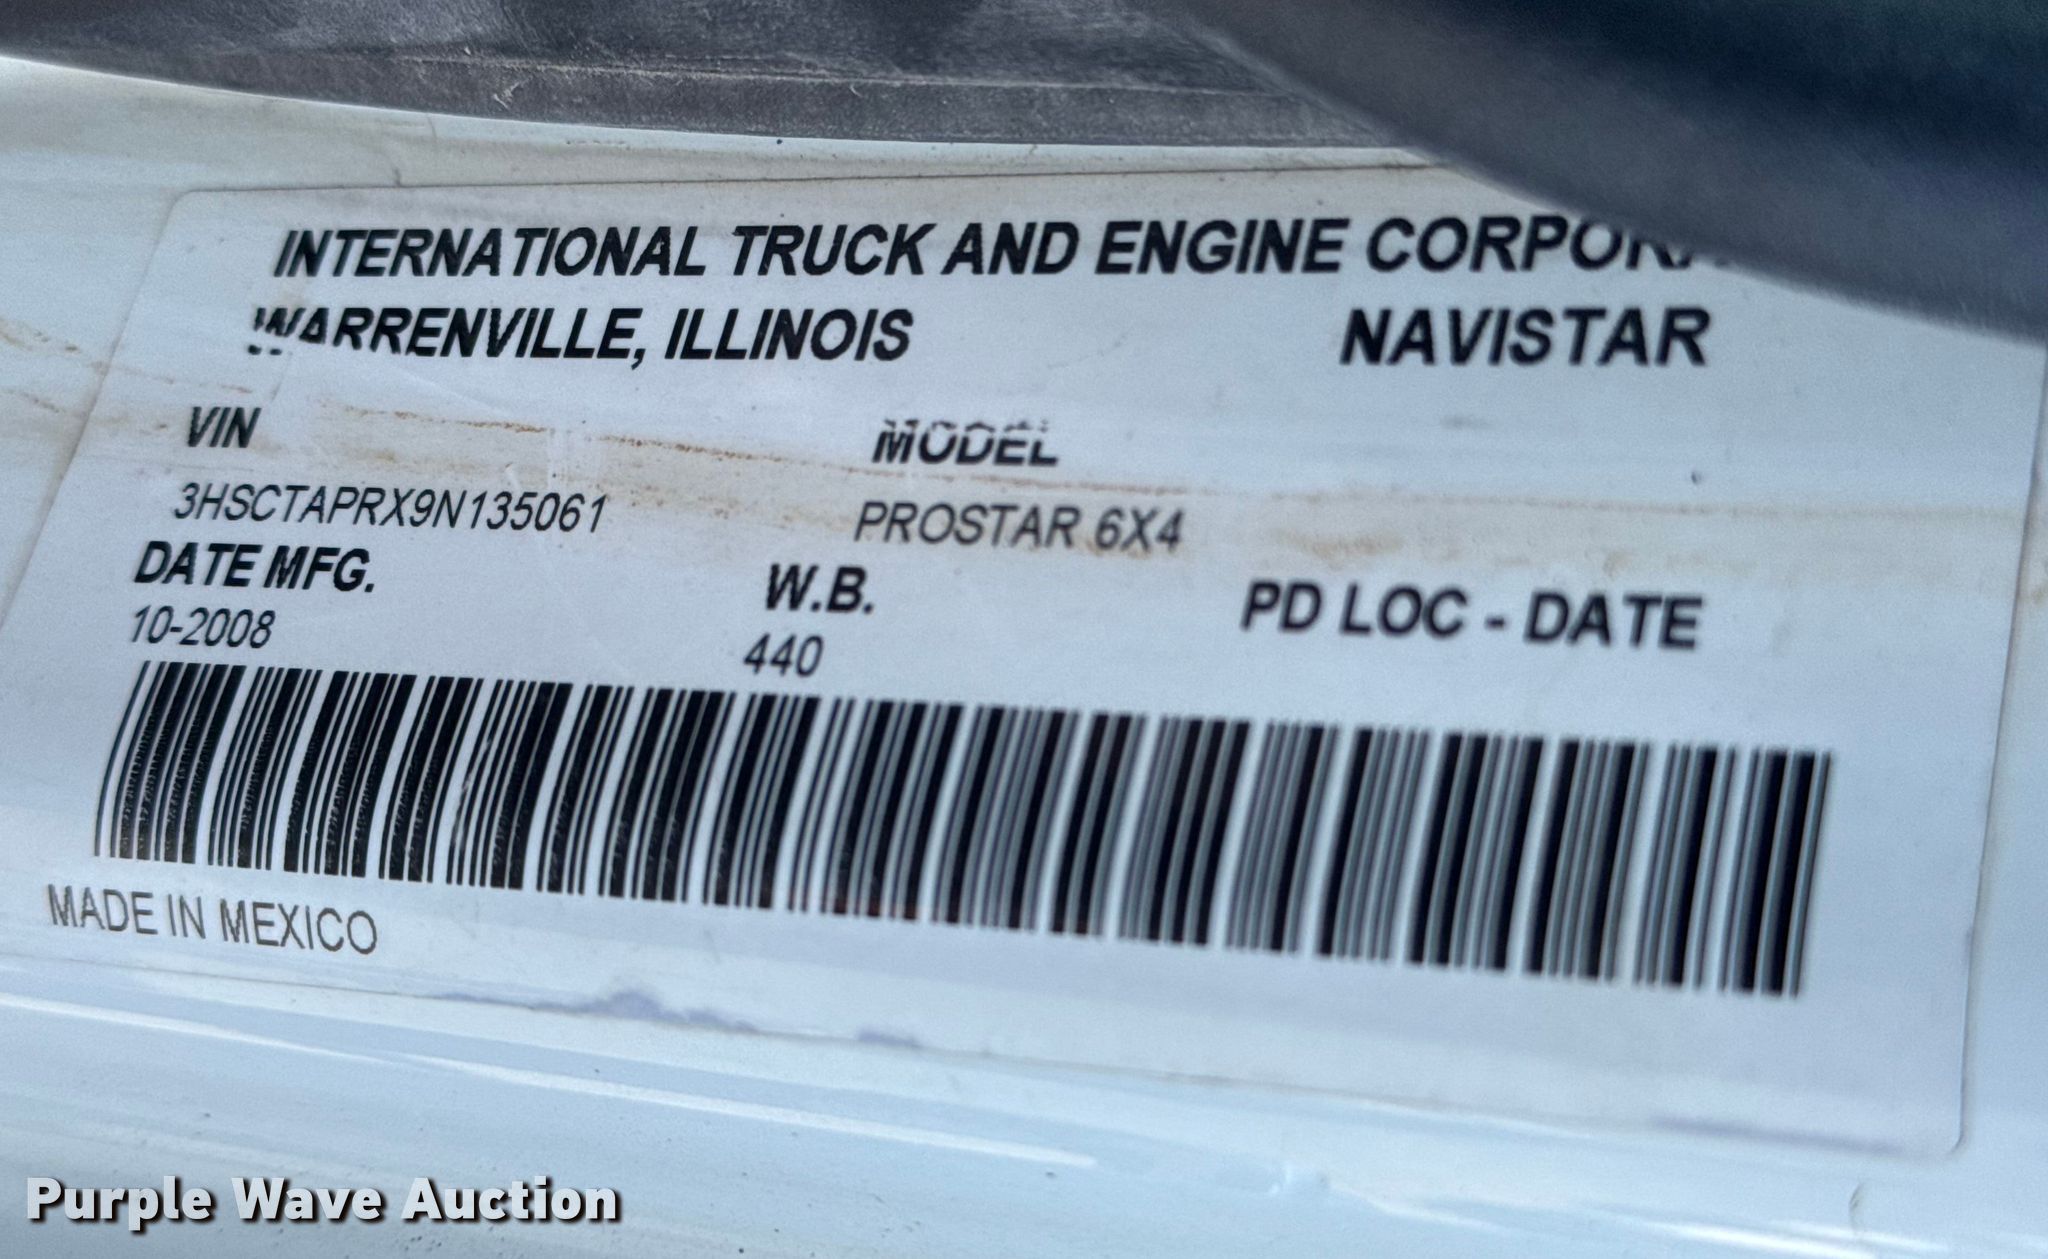 INTERNATIONAL TRUCK AND ENGINE
WARRENVILLE, ILLINOIS NAVISTAR
VIN MODEL
3HSCTAPRX9N135061 PROSTAR 6X4
DATE MFG. W.B. PD LOC - DATE
10-2008 440
MADE IN MEXICO
Purple Wave Auction